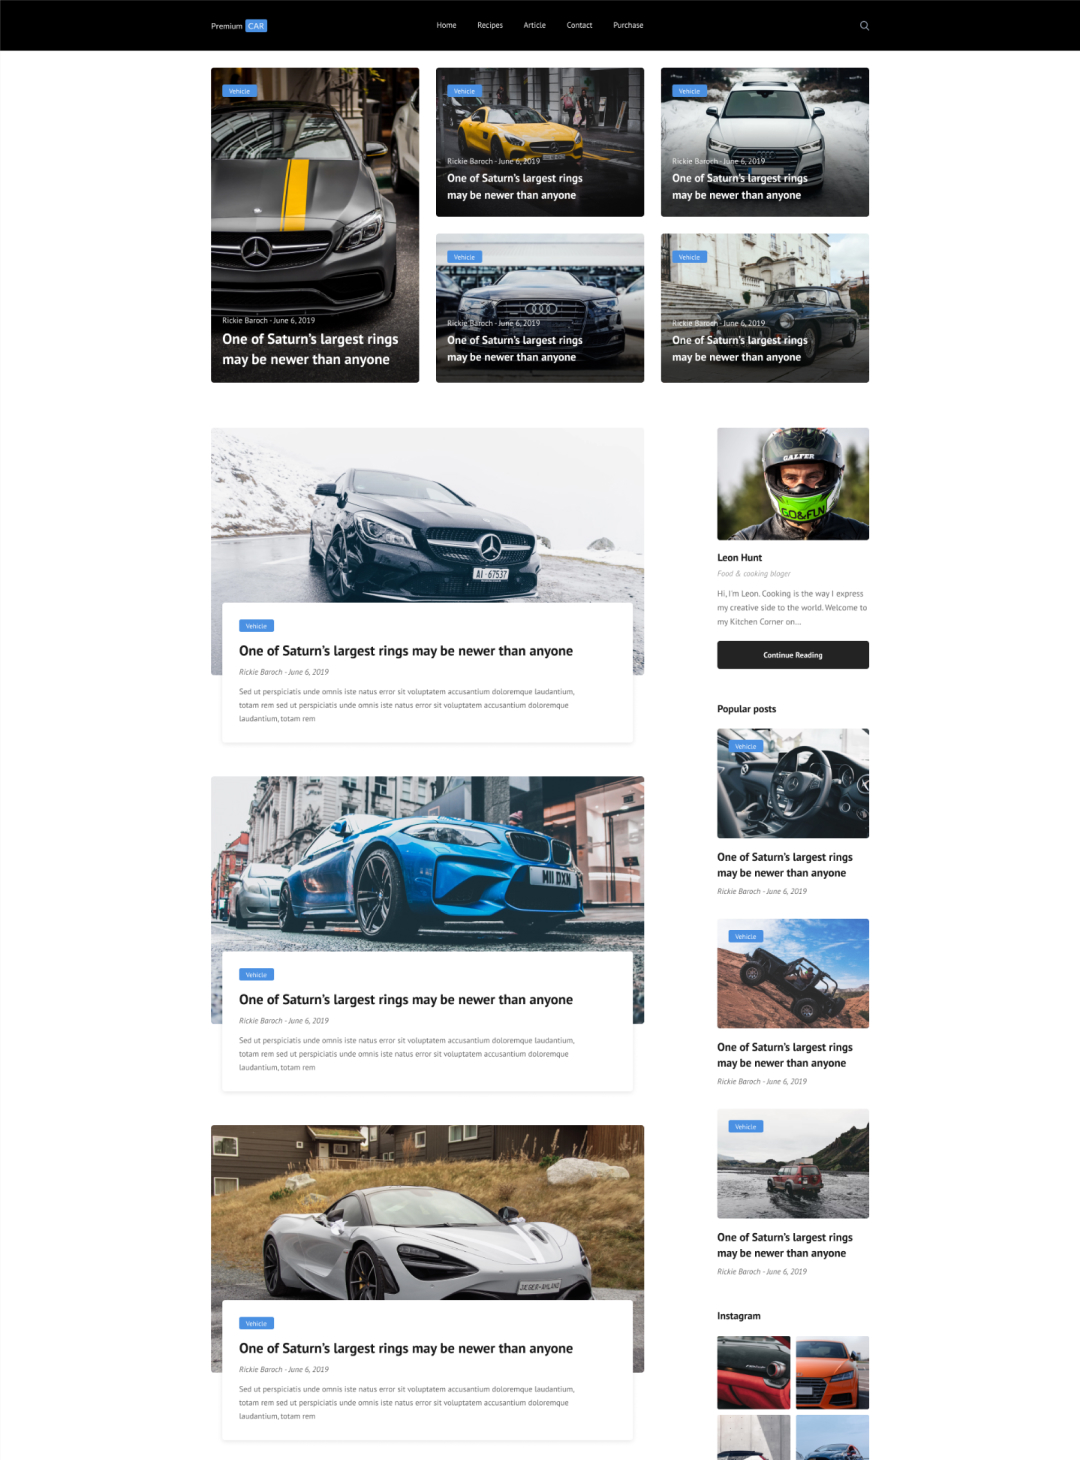 Premium CAR
Home Recipes Article Contact Purchase
Vehicle
Rickie Baroch - June 6, 2019
One of Saturn's largest rings
may be newer than anyone
Vehicle
Rickie Baroch - June 6, 2019
One of Saturn's largest rings
may be newer than anyone
Vehicle
Rickie Baroch - June 6, 2019
One of Saturn's largest rings
may be newer than anyone
Vehicle
Rickie Baroch - June 6, 2019
One of Saturn's largest rings
may be newer than anyone
Vehicle
Rickie Baroch - June 6, 2019
One of Saturn's largest rings
may be newer than anyone
AI·67537
Vehicle
One of Saturn's largest rings may be newer than anyone
Rickie Baroch - June 6, 2019
Sed ut perspiciatis unde omnis iste natus error sit voluptatem accusantium doloremque laudantium,
totam rem sed ut perspiciatis unde omnis iste natus error sit voluptatem accusantium doloremque
laudantium, totam rem
M11 DXN
Vehicle
One of Saturn's largest rings may be newer than anyone
Rickie Baroch - June 6, 2019
Sed ut perspiciatis unde omnis iste natus error sit voluptatem accusantium doloremque laudantium,
totam rem sed ut perspiciatis unde omnis iste natus error sit voluptatem accusantium doloremque
laudantium, totam rem
Vehicle
One of Saturn's largest rings may be newer than anyone
Rickie Baroch - June 6, 2019
Sed ut perspiciatis unde omnis iste natus error sit voluptatem accusantium doloremque laudantium,
totam rem sed ut perspiciatis unde omnis iste natus error sit voluptatem accusantium doloremque
laudantium, totam rem
GALFER
GO&FUN
Leon Hunt
Food & cooking bloger
Hi, I'm Leon. Cooking is the way I express
my creative side to the world. Welcome to
my Kitchen Corner on...
Continue Reading
Popular posts
Vehicle
One of Saturn's largest rings
may be newer than anyone
Rickie Baroch - June 6, 2019
Vehicle
One of Saturn's largest rings
may be newer than anyone
Rickie Baroch - June 6, 2019
Vehicle
One of Saturn's largest rings
may be newer than anyone
Rickie Baroch - June 6, 2019
Instagram